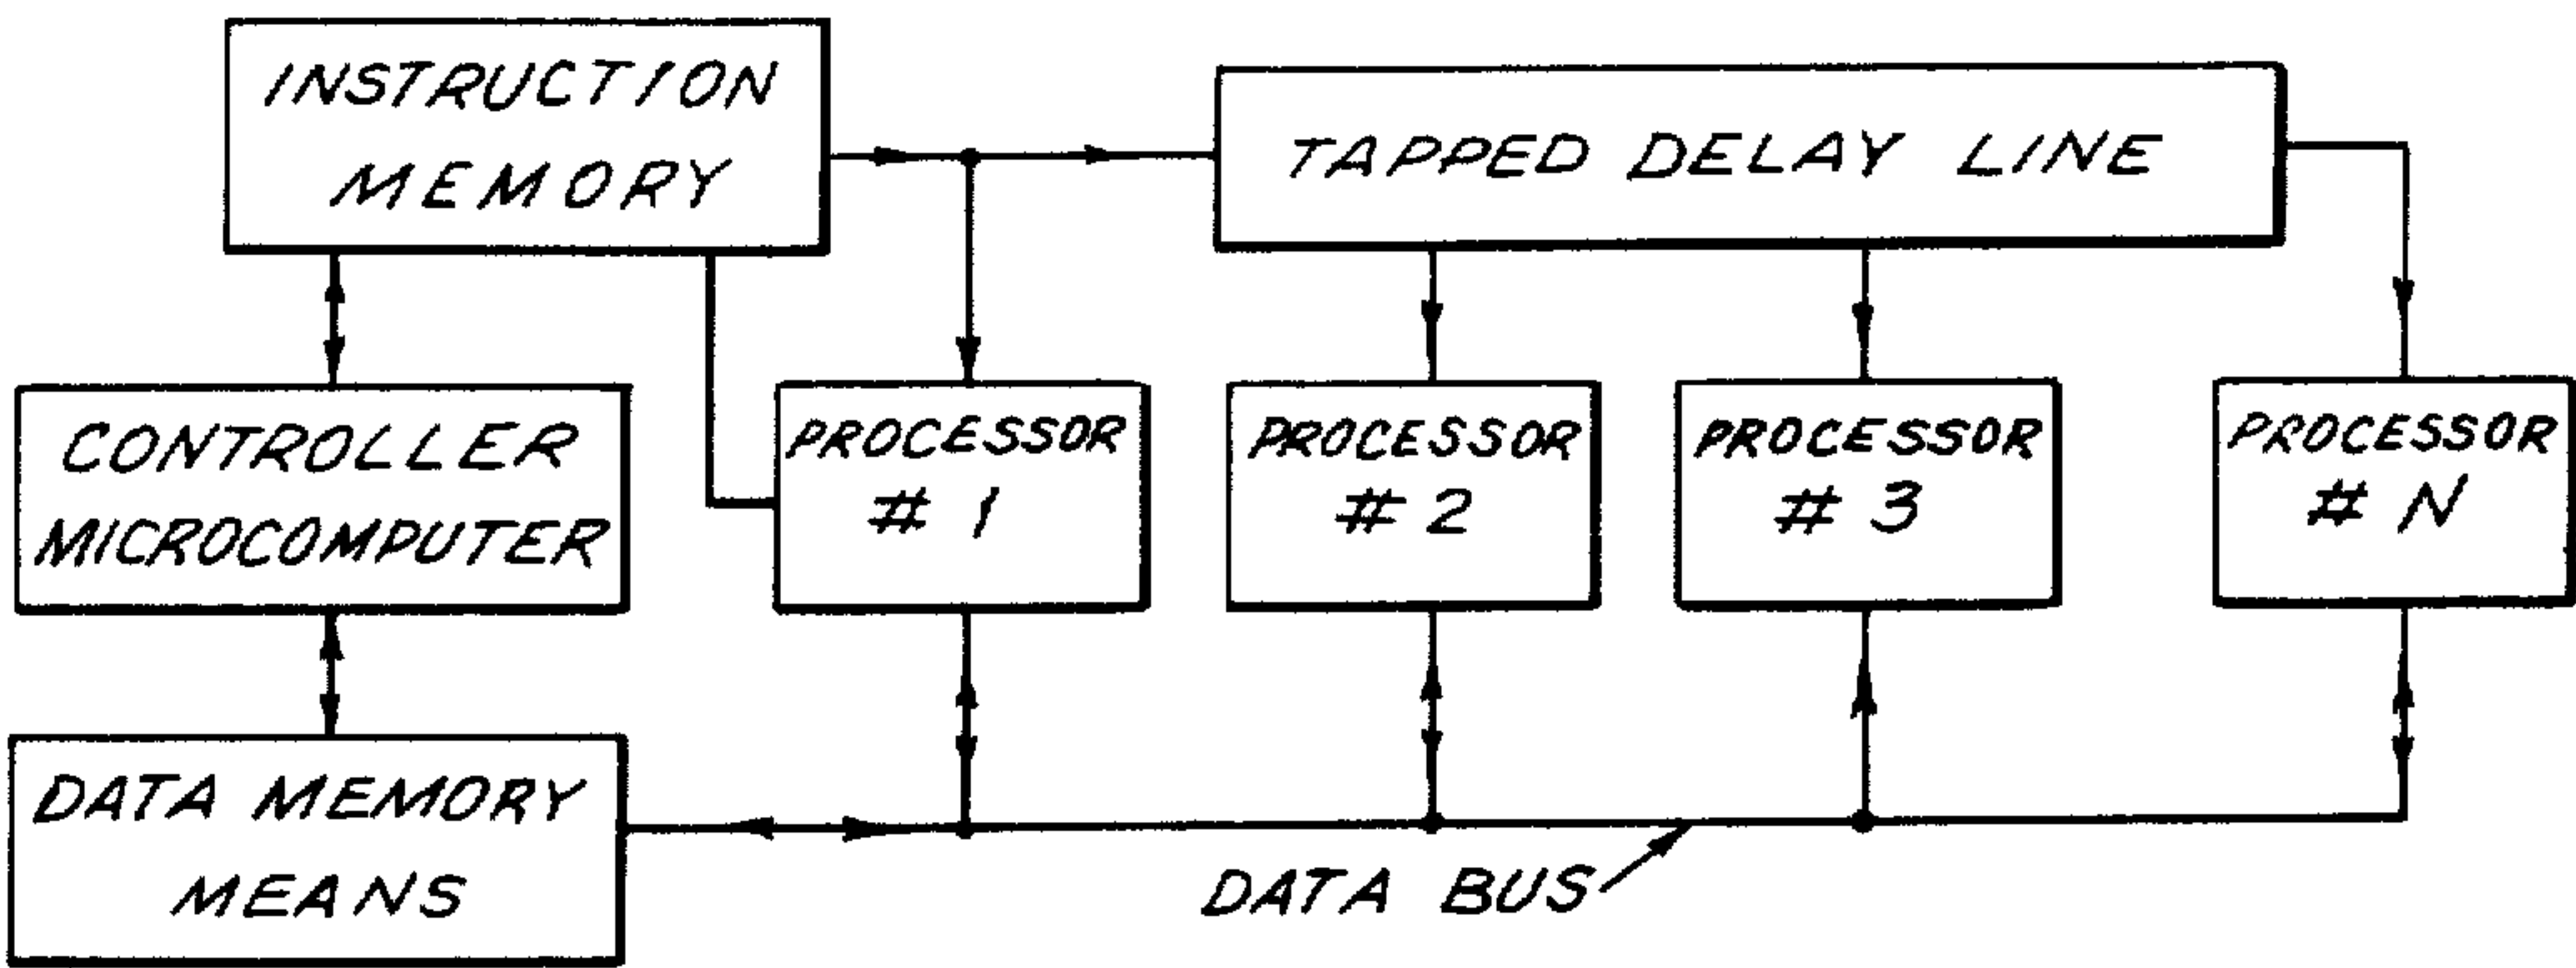 INSTRUCTION
MEMORY
TAPPED DELAY LINE
CONTROLLER
MICROCOMPUTER
PROCESSOR
# 1
PROCESSOR
# 2
PROCESSOR
# 3
PROCESSOR
# N
DATA MEMORY
MEANS
DATA BUS